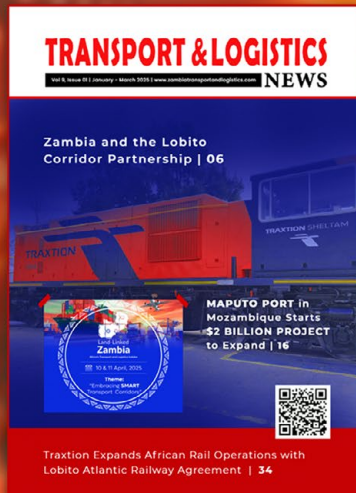 TRANSPORT & LOGISTICS
Vol 9, Issue 111 | January - March 2025 | www.zambiatransportandlogistics.com
NEWS
Zambia and the Lobito
Corridor Partnership | 06
TRAXTION
TRAXTION SHELTAM
MAPUTO PORT in
Mozambique Starts
$2 BILLION PROJECT
to Expand | 16
Land Linked
Zambia
10 & 11 April, 2025
Theme:
"Embracing SMART
Transport Corridors"
Traxtion Expands African Rail Operations with
Lobito Atlantic Railway Agreement | 34